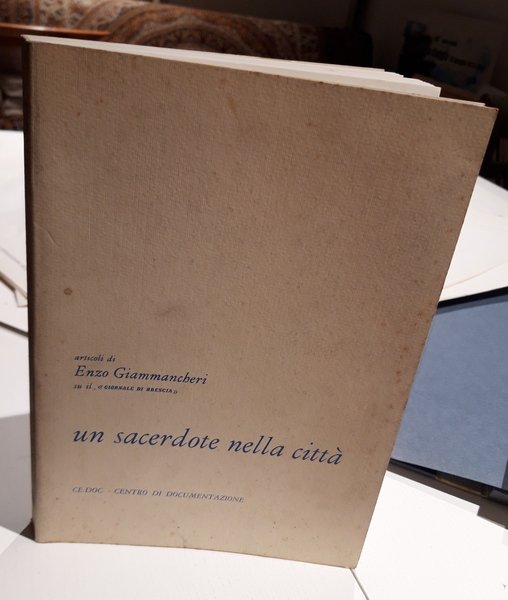 articoli di
Enzo Giammancheri
su il « GIORNALE DI BRESCIA »
un sacerdote nella città
CE.DOC - CENTRO DI DOCUMENTAZIONE